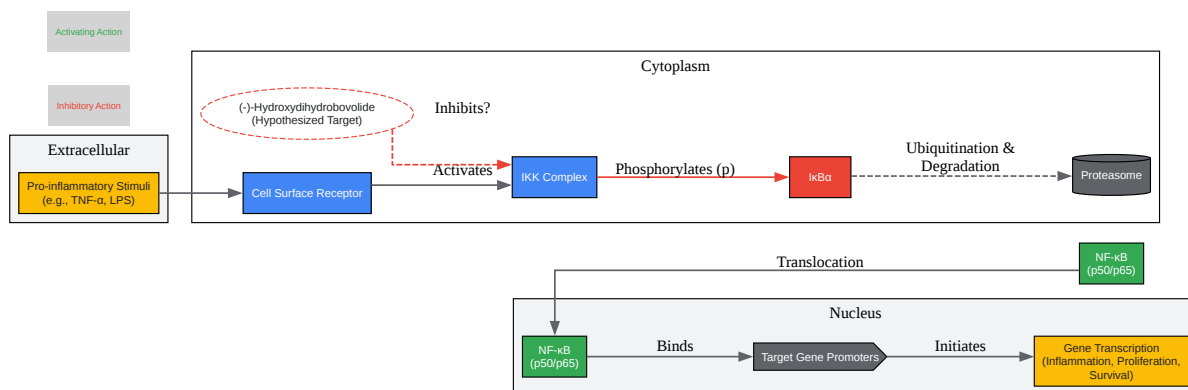 Activating Action
Cytoplasm
Inhibitory Action
(-)-Hydroxydihydrobovolide
(Hypothesized Target)
Inhibits?
Extracellular
Pro-inflammatory Stimuli
(e.g., TNF-α, LPS)
Cell Surface Receptor
Activates
IKK Complex
Phosphorylates (p)
IκBα
Ubiquitination &
Degradation
Proteasome
Translocation
NF-κB
(p50/p65)
Nucleus
NF-κB
(p50/p65)
Binds
Target Gene Promoters
Initiates
Gene Transcription
(Inflammation, Proliferation,
Survival)